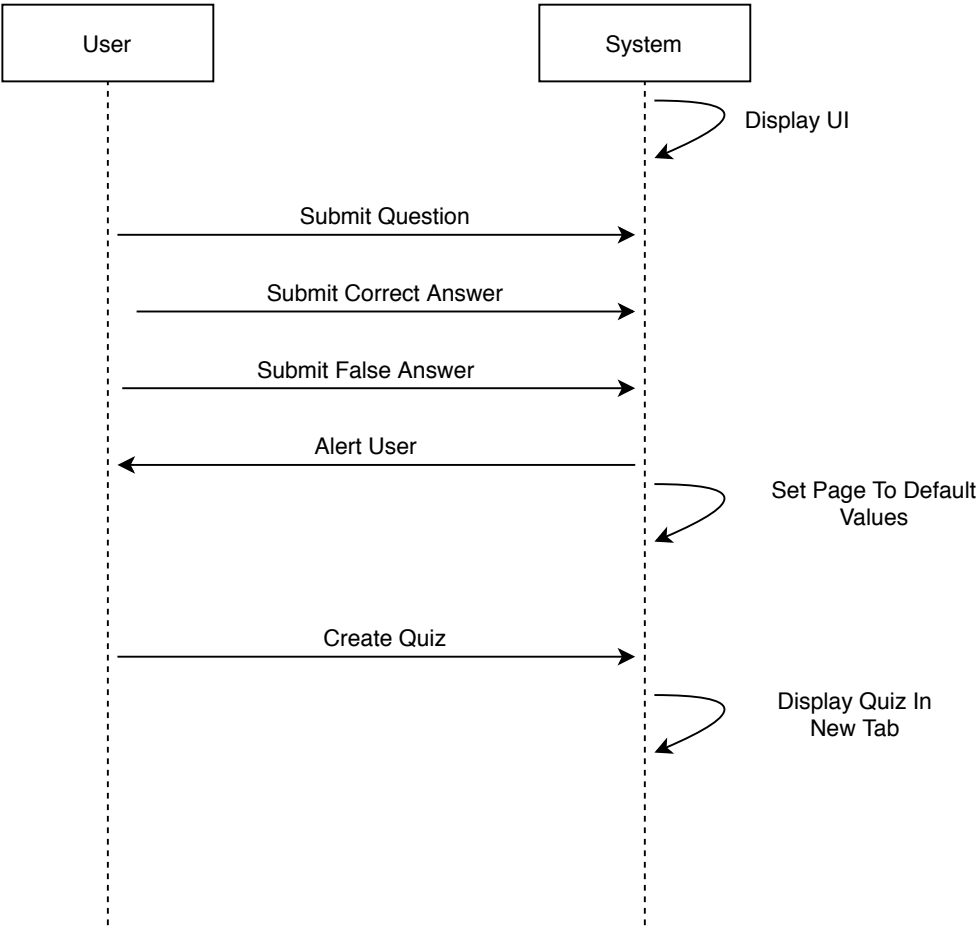 User
System
Display UI
Submit Question
Submit Correct Answer
Submit False Answer
Alert User
Set Page To Default
Values
Create Quiz
Display Quiz In
New Tab